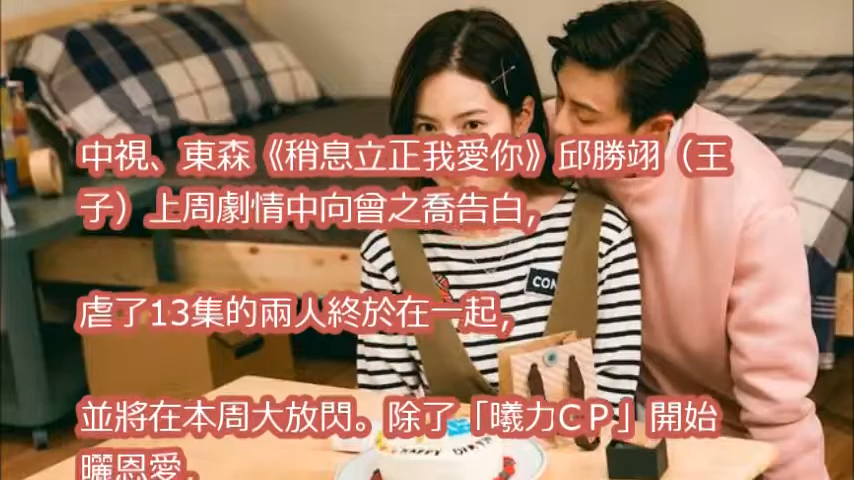 中視、東森《稍息立正我愛你》邱勝翊（王
子）上周劇情中向曾之喬告白，
虐了13集的兩人終於在一起，
並將在本周大放閃。除了「曦力ＣＰ」開始
曬恩愛，
CON
HAPPY